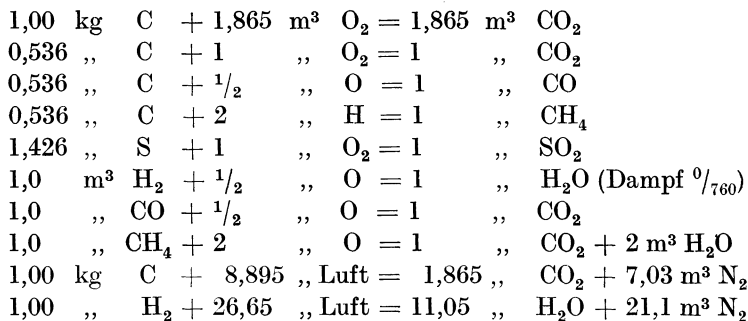 1,00 kg C + 1,865 m³ O₂ = 1,865 m³ CO₂
0,536 ,, C + 1 ,, O₂ = 1 ,, CO₂
0,536 ,, C + ¹/₂ ,, O = 1 ,, CO
0,536 ,, C + 2 ,, H = 1 ,, CH₄
1,426 ,, S + 1 ,, O₂ = 1 ,, SO₂
1,0 m³ H₂ + ¹/₂ ,, O = 1 ,, H₂O (Dampf ⁰/₇₆₀)
1,0 ,, CO + ¹/₂ ,, O = 1 ,, CO₂
1,0 ,, CH₄ + 2 ,, O = 1 ,, CO₂ + 2 m³ H₂O
1,00 kg C + 8,895 ,, Luft = 1,865 ,, CO₂ + 7,03 m³ N₂
1,00 ,, H₂ + 26,65 ,, Luft = 11,05 ,, H₂O + 21,1 m³ N₂